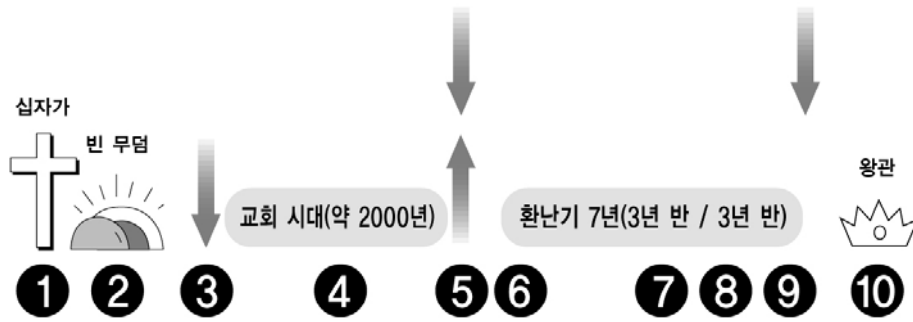 십자가
빈 무덤
교회 시대(약 2000년)
환난기 7년(3년 반 / 3년 반)
왕관
1 2 3 4 5 6 7 8 9 10